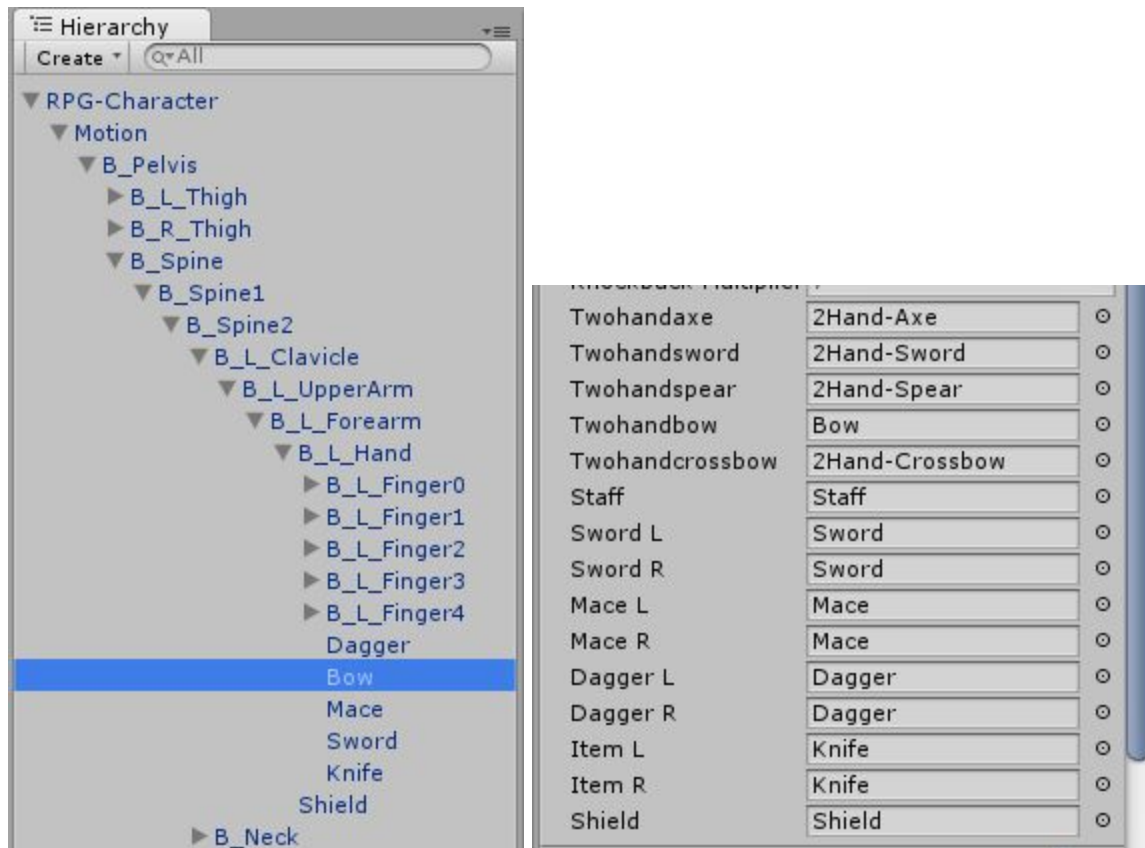 Hierarchy
Create
All
RPG-Character
Motion
B_Pelvis
B_L_Thigh
B_R_Thigh
B_Spine
B_Spine1
B_Spine2
B_L_Clavicle
B_L_UpperArm
B_L_Forearm
B_L_Hand
B_L_Finger0
B_L_Finger1
B_L_Finger2
B_L_Finger3
B_L_Finger4
Dagger
Bow
Mace
Sword
Knife
Shield
B_Neck
Knockback Multiplier
Twohandaxe 2Hand-Axe
Twohandsword 2Hand-Sword
Twohandspear 2Hand-Spear
Twohandbow Bow
Twohandcrossbow 2Hand-Crossbow
Staff Staff
Sword L Sword
Sword R Sword
Mace L Mace
Mace R Mace
Dagger L Dagger
Dagger R Dagger
Item L Knife
Item R Knife
Shield Shield